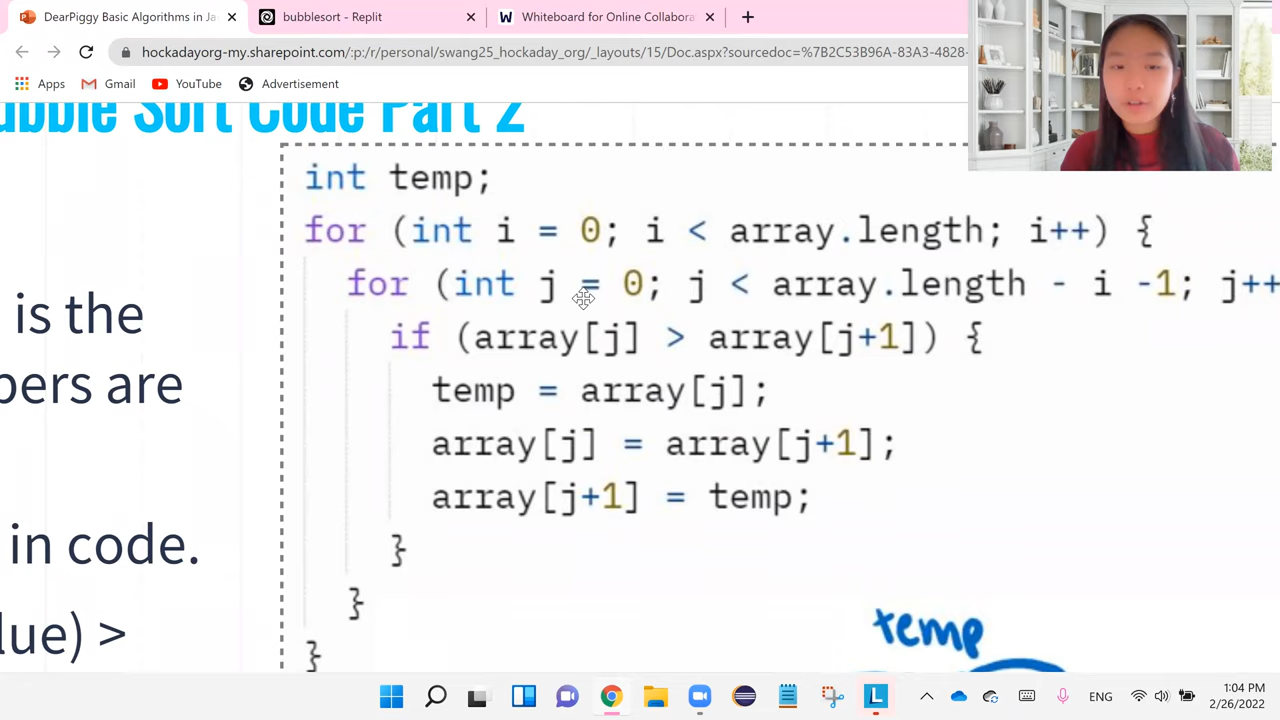 DearPiggy Basic Algorithms in Ja
bubblesort - Replit
Whiteboard for Online Collabora
hockadayorg-my.sharepoint.com/:p:/r/personal/swang25_hockaday_org/_layouts/15/Doc.aspx?sourcedoc=%7B2C53B96A-83A3-4828-
Apps
Gmail
YouTube
Advertisement
ubble Sort Code Part 2
int temp;
for (int i = 0; i < array.length; i++) {
for (int j = 0; j < array.length - i -1; j++
if (array[j] > array[j+1]) {
temp = array[j];
array[j] = array[j+1];
array[j+1] = temp;
}
}
}
is the
bers are
in code.
lue) >
temp
L
ENG
1:04 PM
2/26/2022